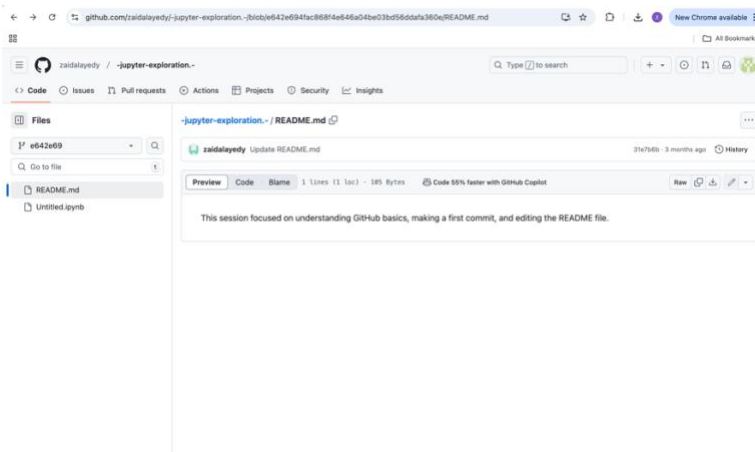 github.com/zaidalayedy/-jupyter-exploration.-/blob/e642e694fac868f4e646a04be03bd56ddafa360e/README.md
New Chrome available
All Bookmark
zaidalayedy / -jupyter-exploration.-
Type / to search
Code Issues Pull requests Actions Projects Security Insights
Files
-jupyter-exploration.- / README.md
e642e69
zaidalayedy Update README.md
31e7b6b · 3 months ago History
Go to file t
Preview Code Blame 1 lines (1 loc) · 105 Bytes Code 55% faster with GitHub Copilot Raw
README.md
Untitled.ipynb
This session focused on understanding GitHub basics, making a first commit, and editing the README file.